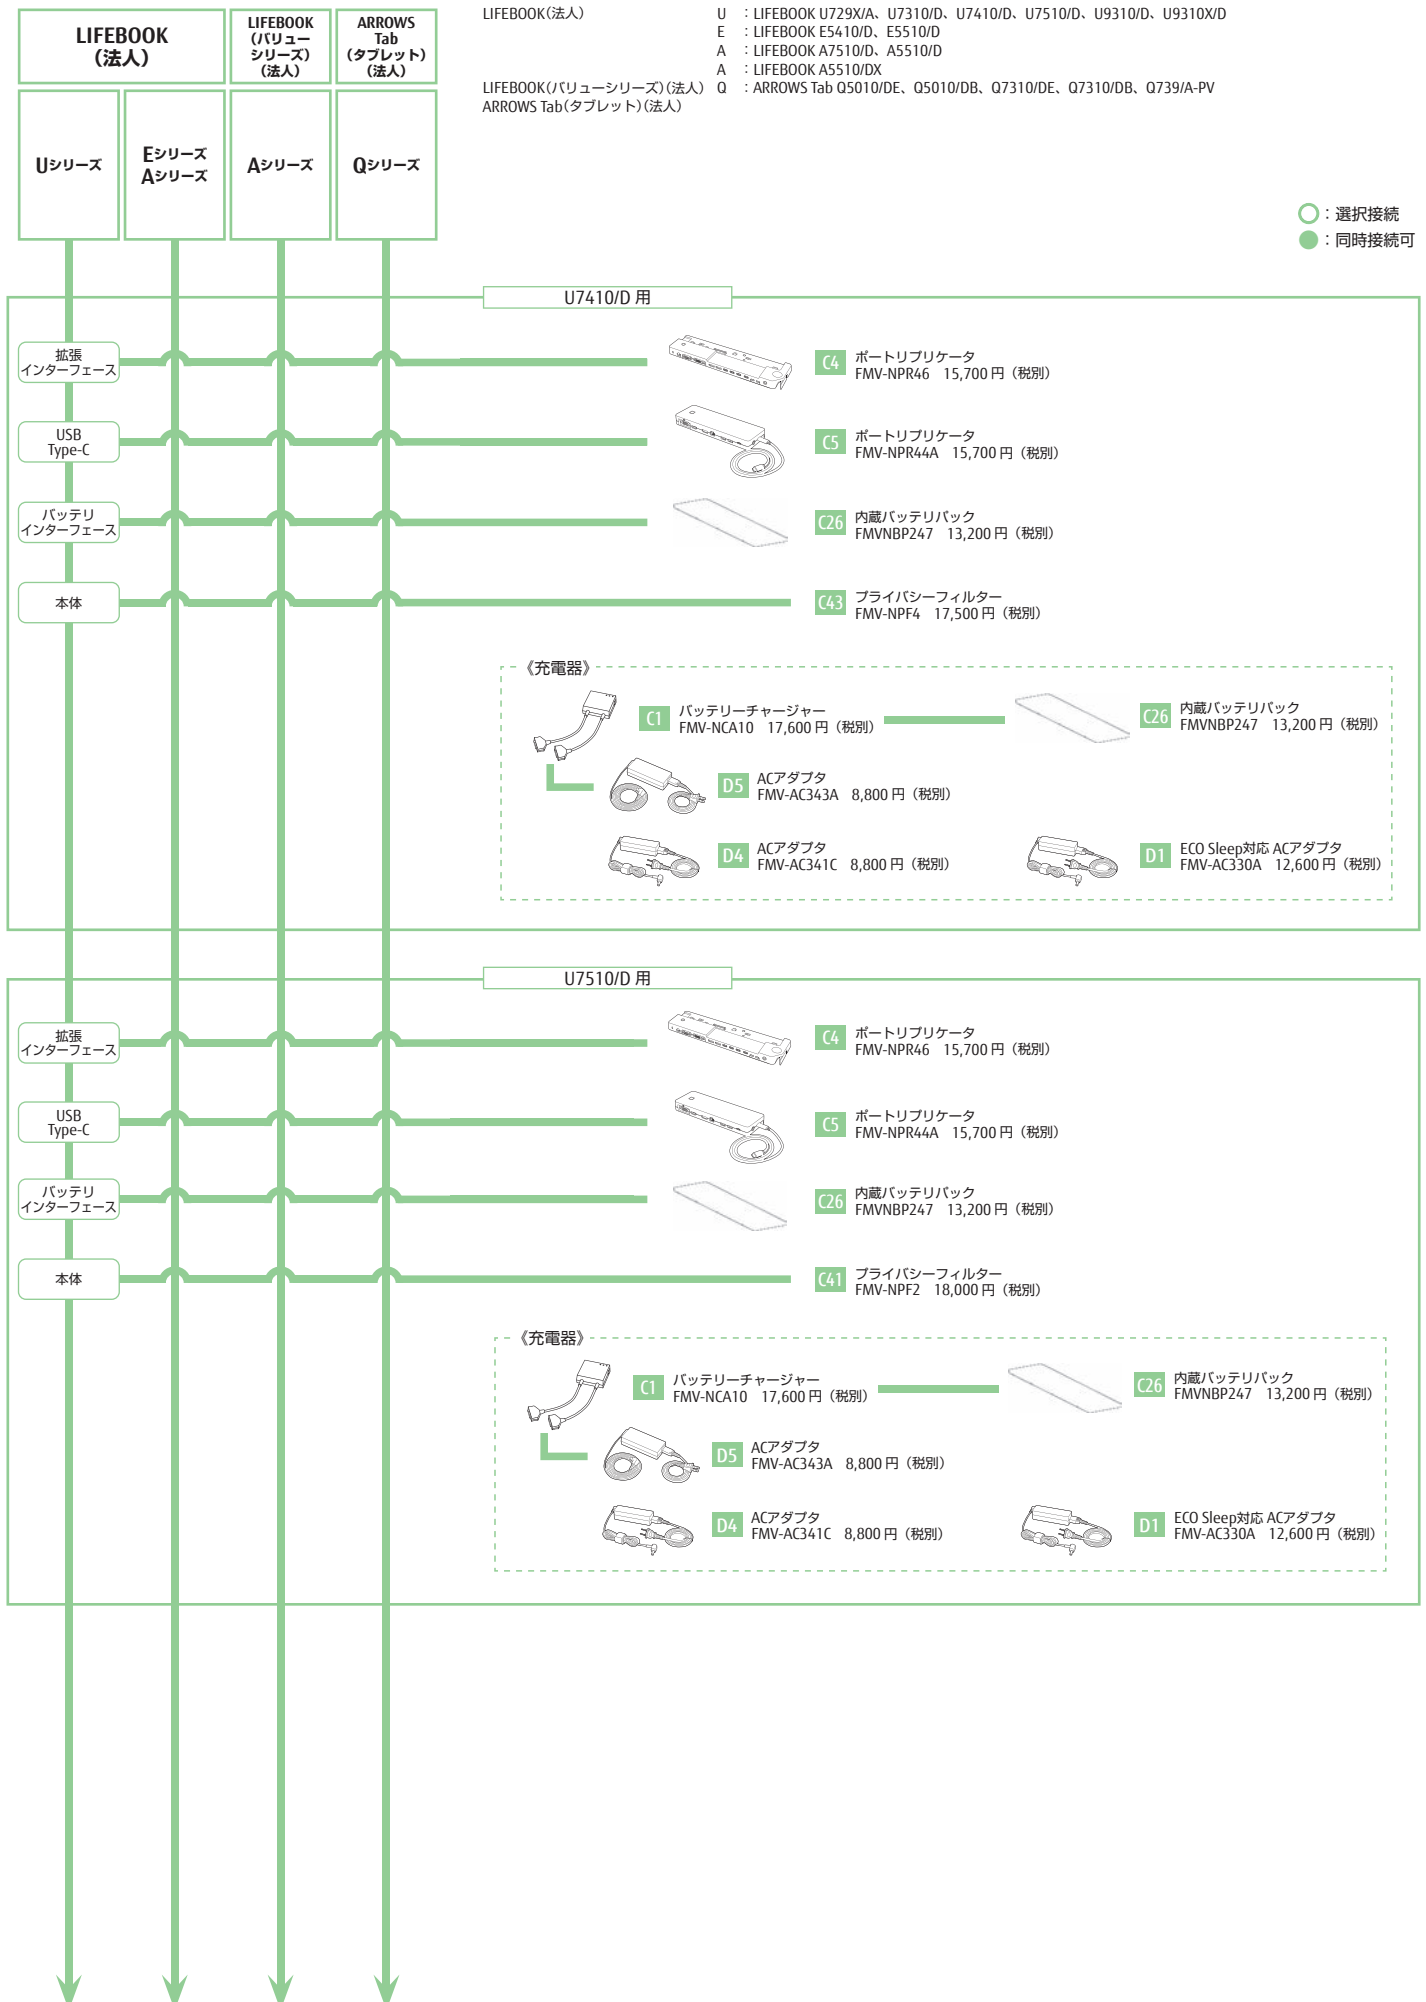 LIFEBOOK
(法人)
LIFEBOOK
(バリュー
シリーズ)
(法人)
ARROWS
Tab
(タブレット)
(法人)
Uシリーズ
Eシリーズ
Aシリーズ
Aシリーズ
Qシリーズ
LIFEBOOK(法人) U ：LIFEBOOK U729X/A、U7310/D、U7410/D、U7510/D、U9310/D、U9310X/D
E ：LIFEBOOK E5410/D、E5510/D
A ：LIFEBOOK A7510/D、A5510/D
A ：LIFEBOOK A5510/DX
LIFEBOOK(バリューシリーズ)(法人) Q ：ARROWS Tab Q5010/DE、Q5010/DB、Q7310/DE、Q7310/DB、Q739/A-PV
ARROWS Tab(タブレット)(法人)
：選択接続
：同時接続可
U7410/D 用
拡張
インターフェース
C4 ポートリプリケータ
FMV-NPR46 15,700 円（税別）
USB
Type-C
C5 ポートリプリケータ
FMV-NPR44A 15,700 円（税別）
バッテリ
インターフェース
C26 内蔵バッテリパック
FMVNBP247 13,200 円（税別）
本体
C43 プライバシーフィルター
FMV-NPF4 17,500 円（税別）
《充電器》
C1 バッテリーチャージャー
FMV-NCA10 17,600 円（税別）
C26 内蔵バッテリパック
FMVNBP247 13,200 円（税別）
D5 ACアダプタ
FMV-AC343A 8,800 円（税別）
D4 ACアダプタ
FMV-AC341C 8,800 円（税別）
D1 ECO Sleep対応 ACアダプタ
FMV-AC330A 12,600 円（税別）
U7510/D 用
拡張
インターフェース
C4 ポートリプリケータ
FMV-NPR46 15,700 円（税別）
USB
Type-C
C5 ポートリプリケータ
FMV-NPR44A 15,700 円（税別）
バッテリ
インターフェース
C26 内蔵バッテリパック
FMVNBP247 13,200 円（税別）
本体
C41 プライバシーフィルター
FMV-NPF2 18,000 円（税別）
《充電器》
C1 バッテリーチャージャー
FMV-NCA10 17,600 円（税別）
C26 内蔵バッテリパック
FMVNBP247 13,200 円（税別）
D5 ACアダプタ
FMV-AC343A 8,800 円（税別）
D4 ACアダプタ
FMV-AC341C 8,800 円（税別）
D1 ECO Sleep対応 ACアダプタ
FMV-AC330A 12,600 円（税別）